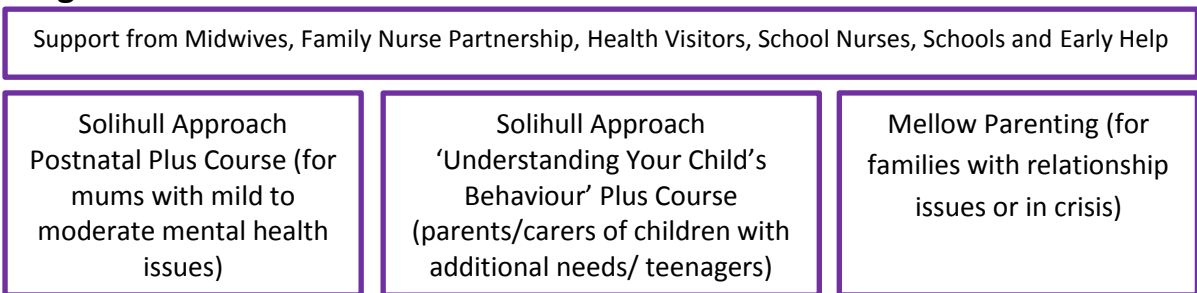 Support from Midwives, Family Nurse Partnership, Health Visitors, School Nurses, Schools and Early Help
Solihull Approach
Postnatal Plus Course (for
mums with mild to
moderate mental health
issues)
Solihull Approach
‘Understanding Your Child’s
Behaviour’ Plus Course
(parents/carers of children with
additional needs/ teenagers)
Mellow Parenting (for
families with relationship
issues or in crisis)